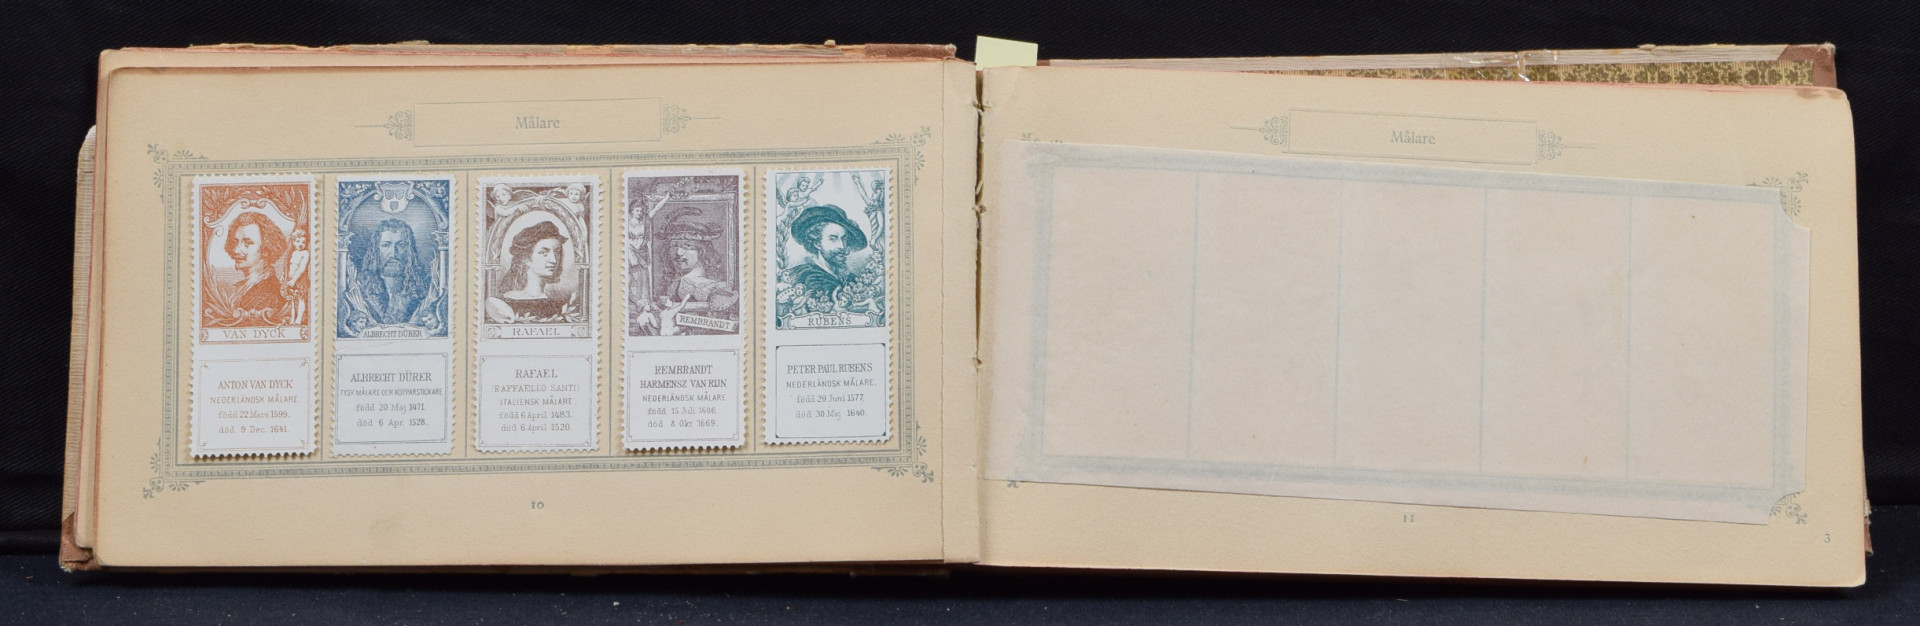 Målare
VAN DYCK
ANTON VAN DYCK
NEDERLÄNDSK MÅLARE
född 22 Mars 1599.
död. 9 Dec. 1641.
ALBRECHT DÜRER
ALBRECHT DÜRER
TYSK MÅLARE OCH KOPPARSTICKARE
född 20 Maj 1471.
död 6 Apr. 1528.
RAFAEL
RAFAEL
(RAFFAELLO SANTI)
ITALIENSK MÅLARE.
född 6 April 1483.
död 6 April 1520.
REMBRANDT
REMBRANDT
HARMENSZ VAN RIJN
NEDERLÄNDSK MÅLARE.
född 15 Juli 1606.
död 8 Okt. 1669.
RUBENS
PETER PAUL RUBENS
NEDERLÄNDSK MÅLARE.
född 29 Juni 1577.
död 30 Maj 1640.
10
Målare
11
3